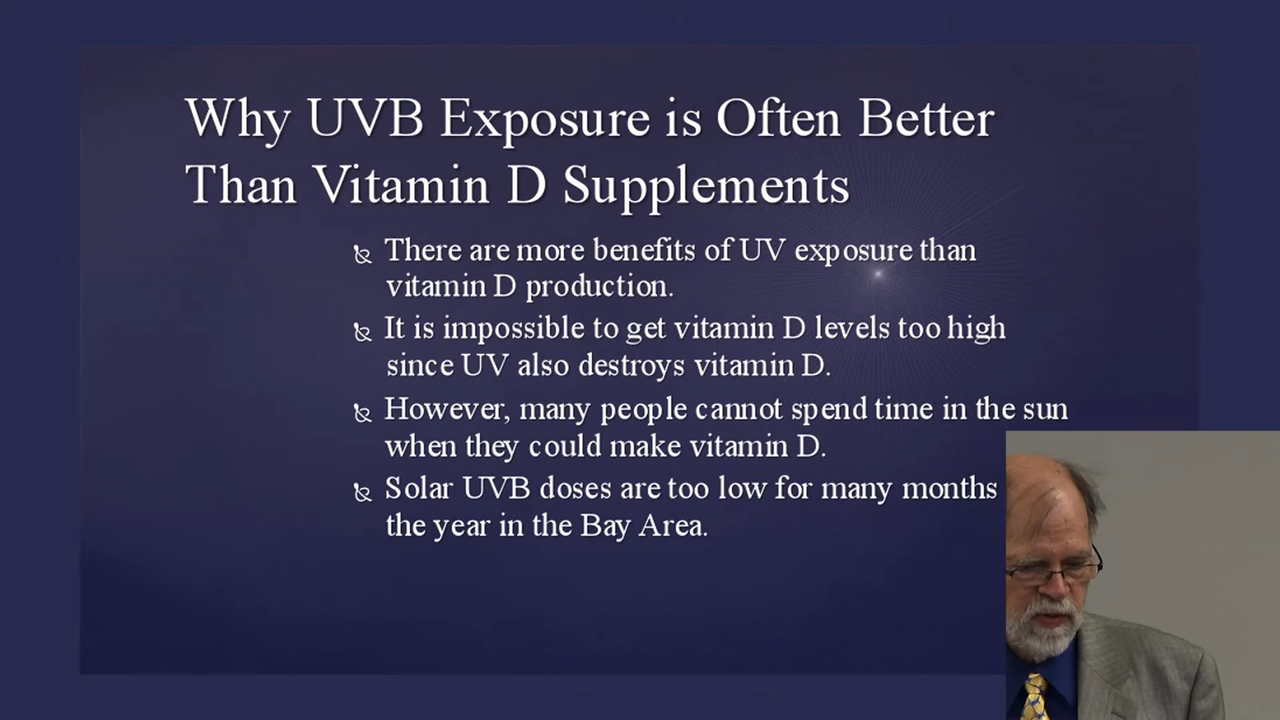 Why UVB Exposure is Often Better
Than Vitamin D Supplements
There are more benefits of UV exposure than
vitamin D production.
It is impossible to get vitamin D levels too high
since UV also destroys vitamin D.
However, many people cannot spend time in the sun
when they could make vitamin D.
Solar UVB doses are too low for many months
the year in the Bay Area.